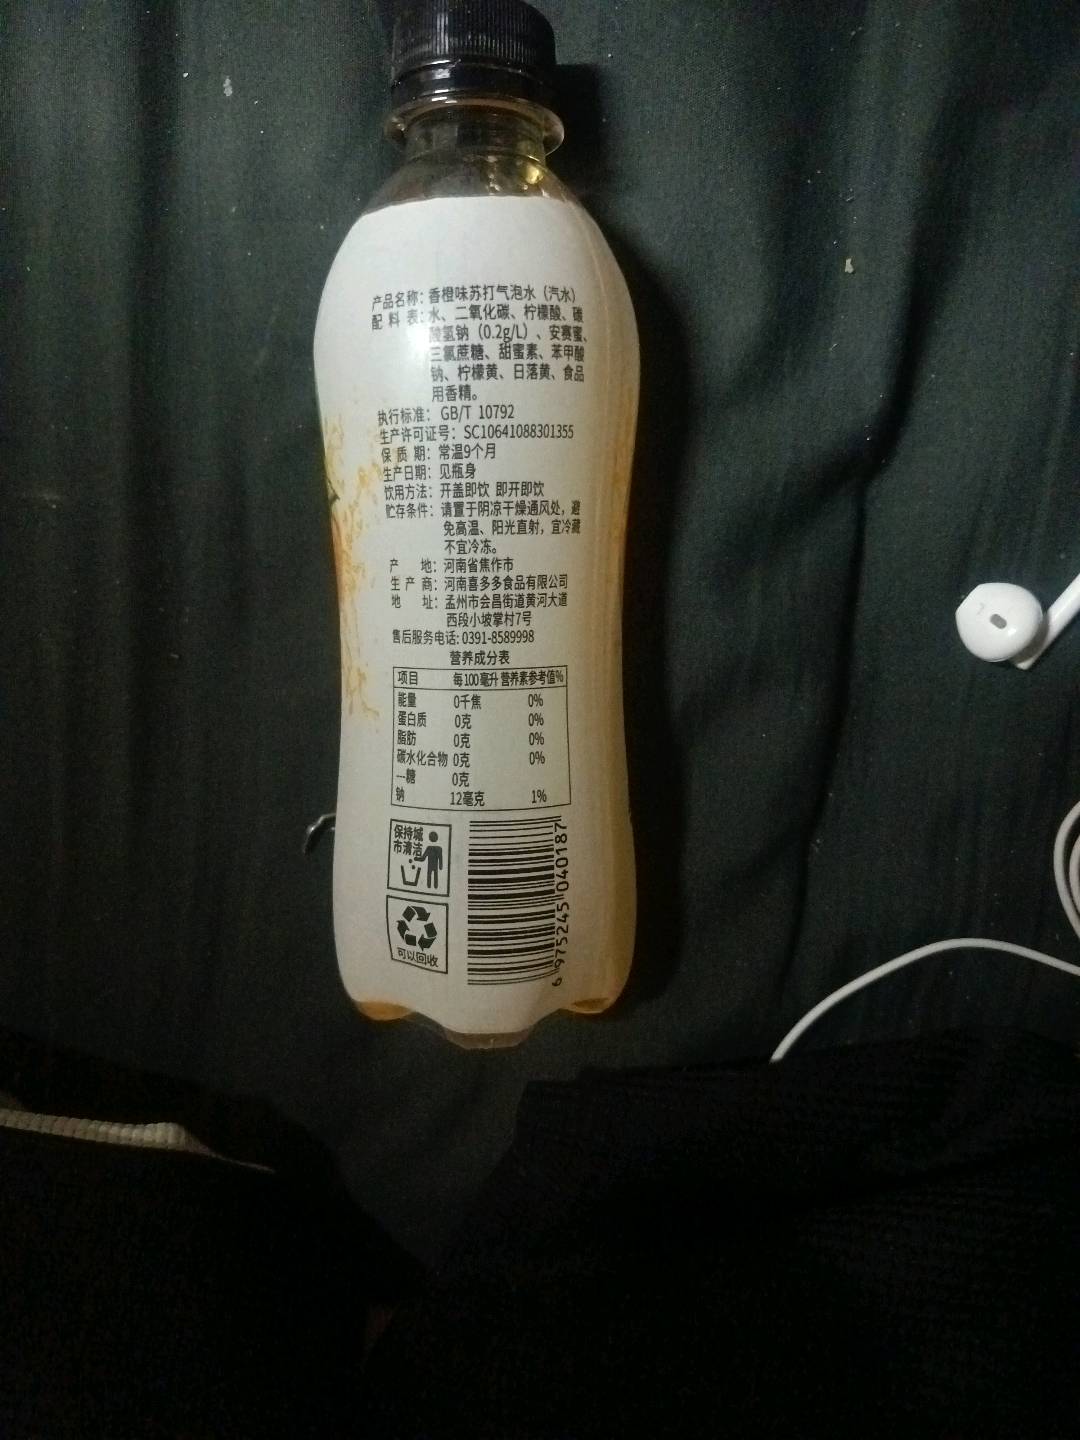 产品名称：香橙味苏打气泡水（汽水）
配料表：水、二氧化碳、柠檬酸、碳
酸氢钠（0.2g/L）、安赛蜜、
三氯蔗糖、甜蜜素、苯甲酸
钠、柠檬黄、日落黄、食品
用香精。
执行标准：GB/T 10792
生产许可证号：SC10641088301355
保质期：常温9个月
生产日期：见瓶身
饮用方法：开盖即饮 即开即饮
贮存条件：请置于阴凉干燥通风处，避
免高温、阳光直射，宜冷藏
不宜冷冻。
产地：河南省焦作市
生产商：河南喜多多食品有限公司
地址：孟州市会昌街道黄河大道
西段小坡掌村7号
售后服务电话：0391-8589998
营养成分表
项目 每100毫升 营养素参考值%
能量 0千焦 0%
蛋白质 0克 0%
脂肪 0克 0%
碳水化合物 0克 0%
---糖 0克
钠 12毫克 1%
保持城
市清洁
可以回收
6 975245 040187